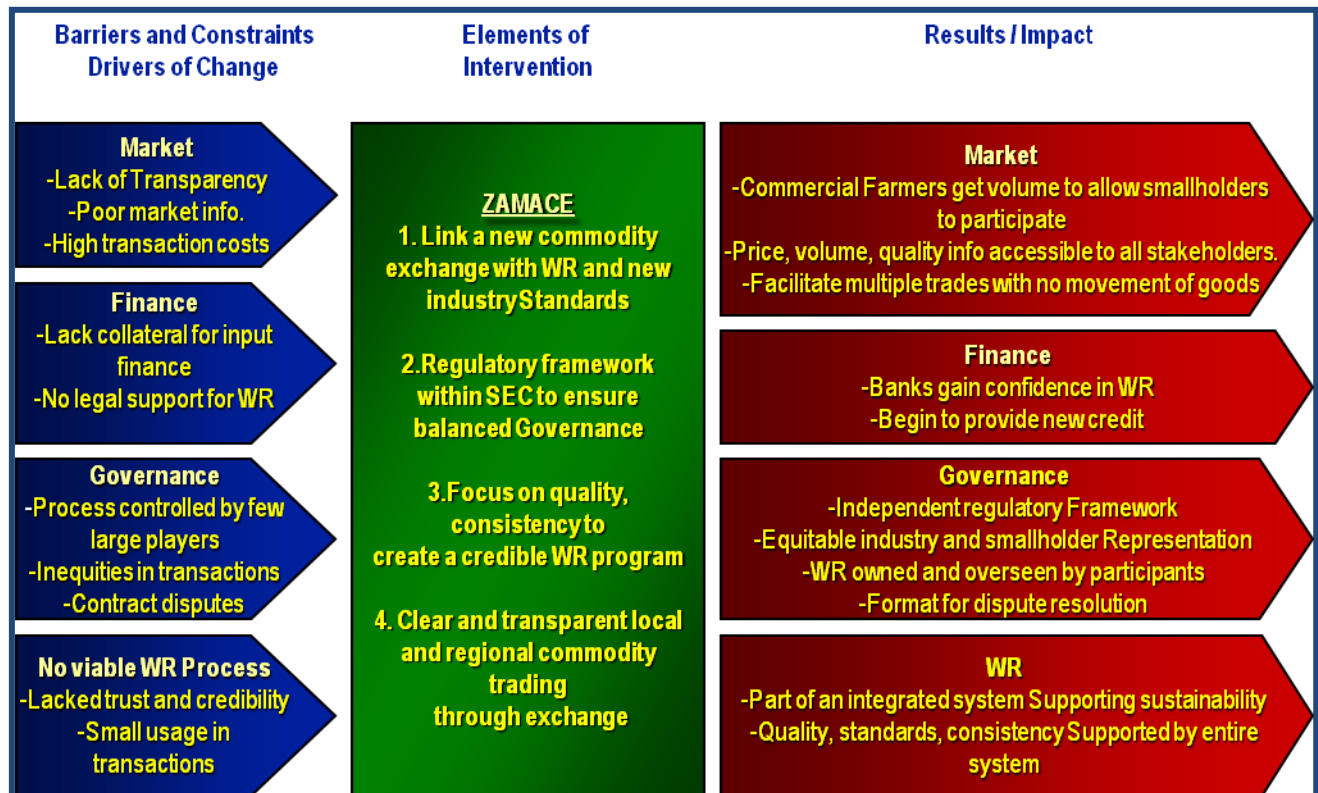 Barriers and Constraints
Drivers of Change
Elements of
Intervention
Results / Impact
Market
-Lack of Transparency
-Poor market info.
-High transaction costs
Finance
-Lack collateral for input
finance
-No legal support for WR
Governance
-Process controlled by few
large players
-Inequities in transactions
-Contract disputes
No viable WR Process
-Lacked trust and credibility
-Small usage in
transactions
ZAMACE
1. Link a new commodity
exchange with WR and new
industry Standards
2.Regulatory framework
within SEC to ensure
balanced Governance
3.Focus on quality,
consistency to
create a credible WR program
4. Clear and transparent local
and regional commodity
trading
through exchange
Market
-Commercial Farmers get volume to allow smallholders
to participate
-Price, volume, quality info accessible to all stakeholders.
-Facilitate multiple trades with no movement of goods
Finance
-Banks gain confidence in WR
-Begin to provide new credit
Governance
-Independent regulatory Framework
-Equitable industry and smallholder Representation
-WR owned and overseen by participants
-Format for dispute resolution
WR
-Part of an integrated system Supporting sustainability
-Quality, standards, consistency Supported by entire
system